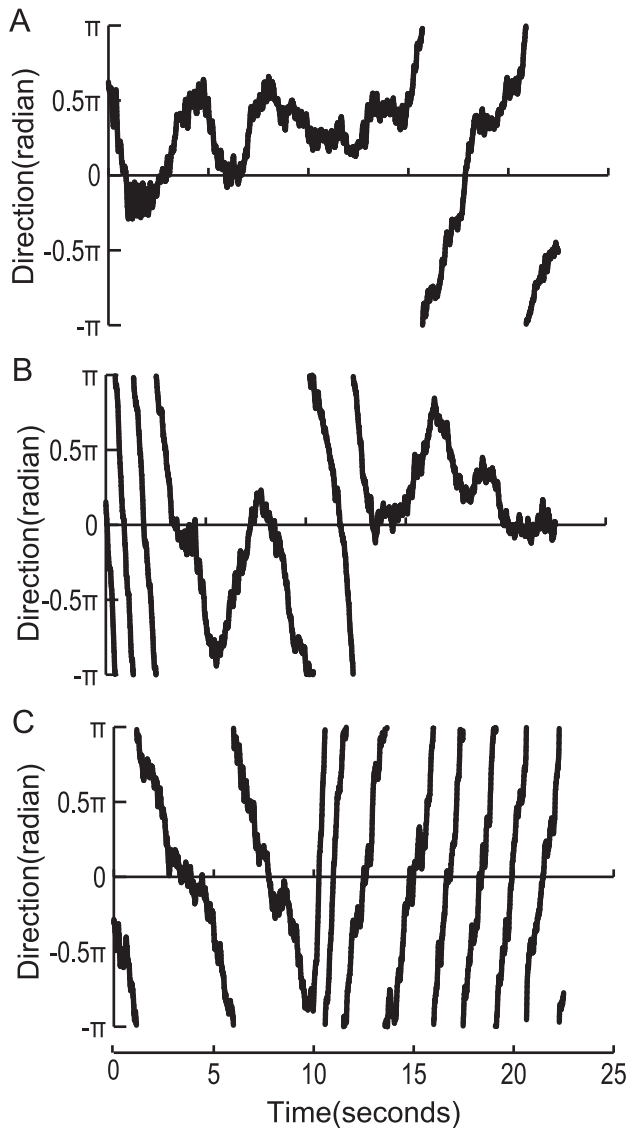 A
Direction(radian)
π
0.5π
0
-0.5π
-π
B
Direction(radian)
π
0.5π
0
-0.5π
-π
C
Direction(radian)
π
0.5π
0
-0.5π
-π
0 5 10 15 20 25
Time(seconds)